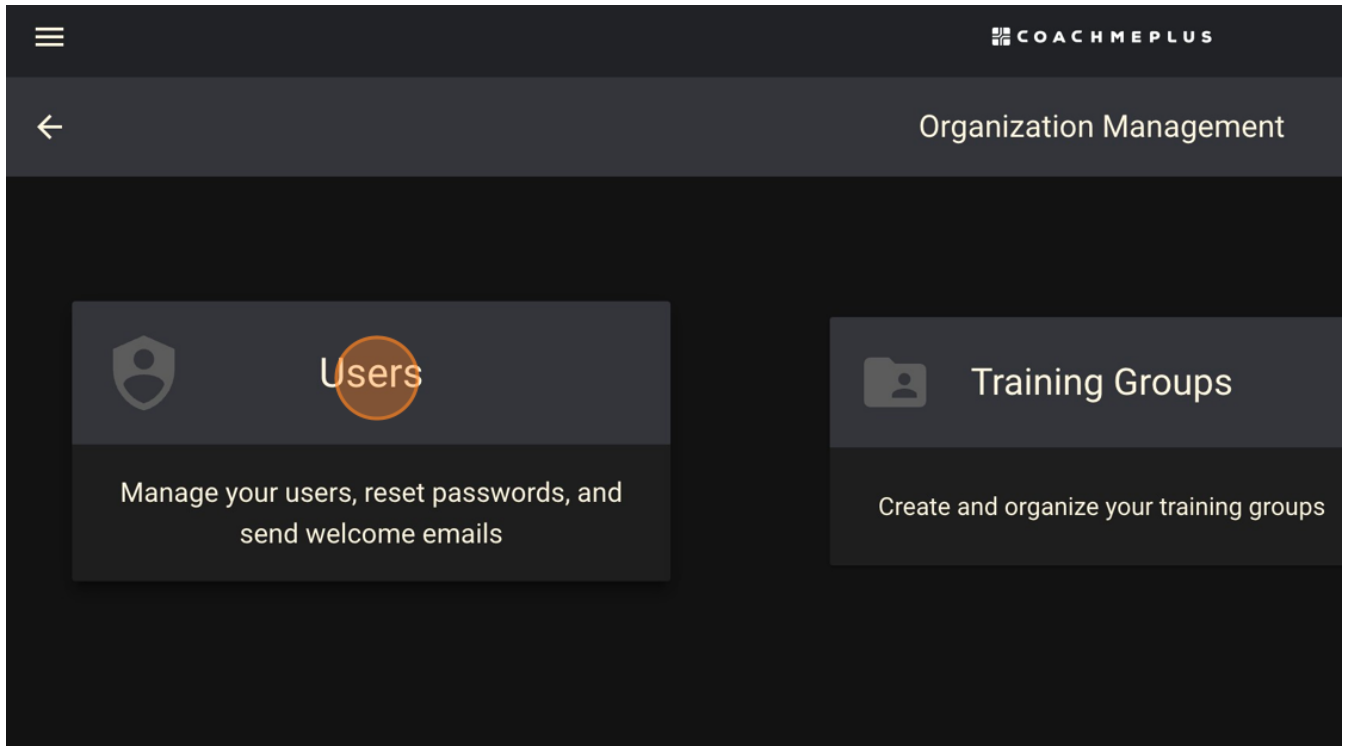 COACHMEPLUS
Organization Management
Users
Manage your users, reset passwords, and
send welcome emails
Training Groups
Create and organize your training groups